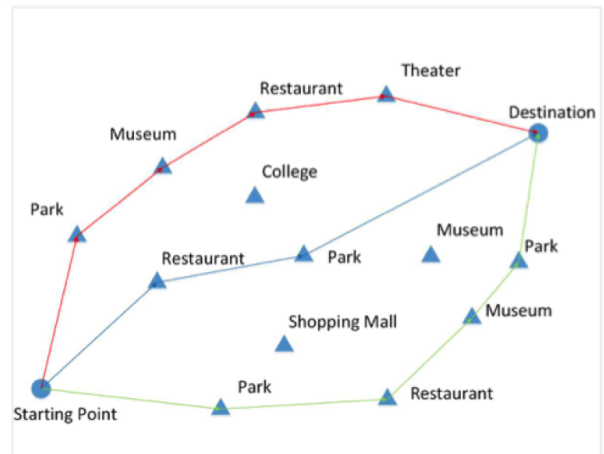 Theater
Restaurant
Destination
Museum
College
Park
Museum
Park
Restaurant
Park
Museum
Shopping Mall
Park
Restaurant
Starting Point